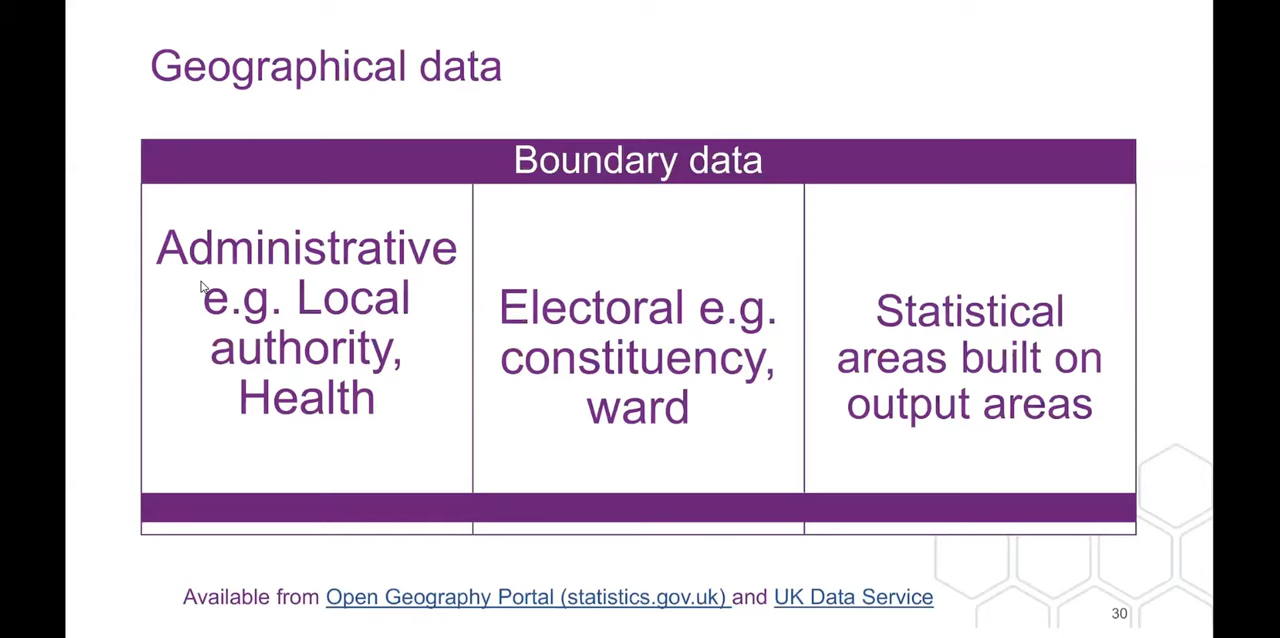 Geographical data
Boundary data
Administrative
e.g. Local
authority,
Health
Electoral e.g.
constituency,
ward
Statistical
areas built on
output areas
Available from Open Geography Portal (statistics.gov.uk) and UK Data Service
30